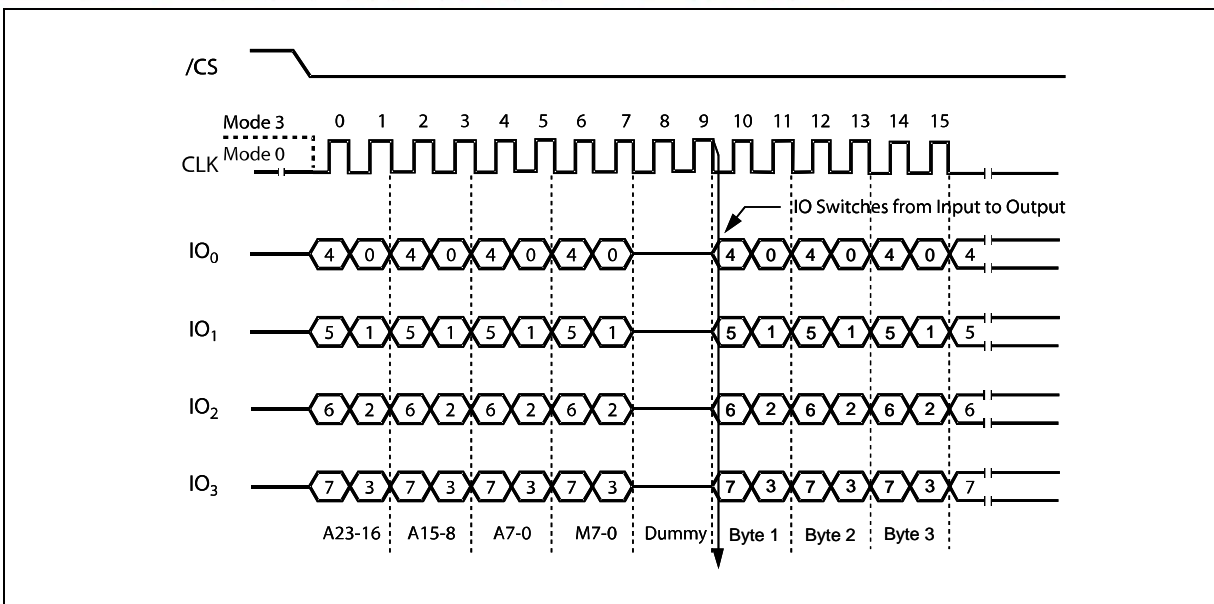 /CS
Mode 3 0 1 2 3 4 5 6 7 8 9 10 11 12 13 14 15
Mode 0
CLK
IO Switches from Input to Output
IO0 4 0 4 0 4 0 4 0 4 0 4 0 4 0 4
IO1 5 1 5 1 5 1 5 1 5 1 5 1 5 1 5
IO2 6 2 6 2 6 2 6 2 6 2 6 2 6 2 6
IO3 7 3 7 3 7 3 7 3 7 3 7 3 7 3 7
A23-16 A15-8 A7-0 M7-0 Dummy Byte 1 Byte 2 Byte 3